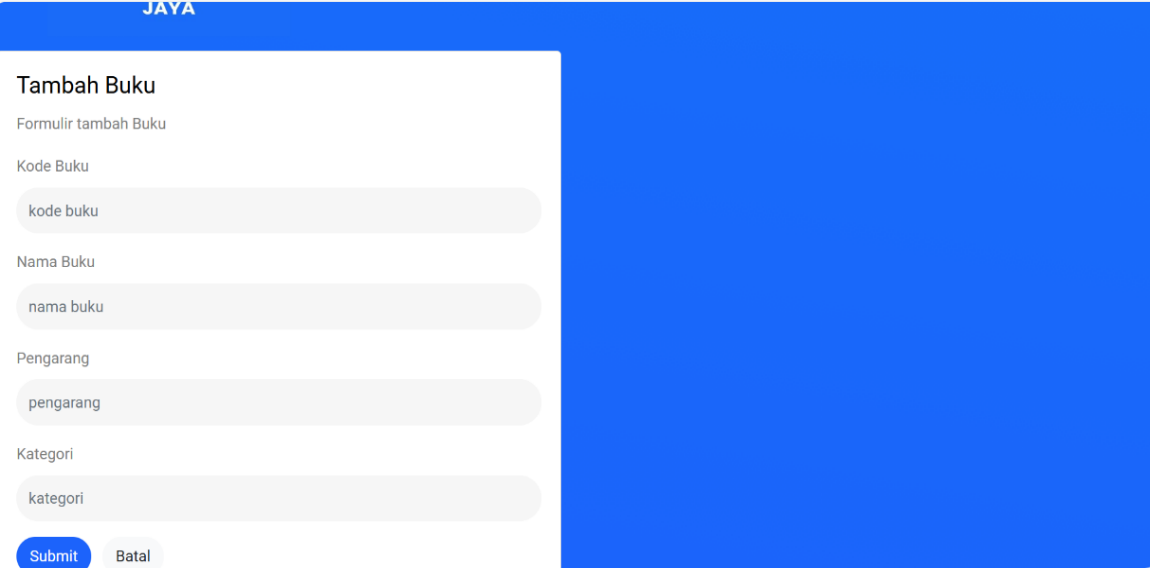 JAYA
Tambah Buku
Formulir tambah Buku
Kode Buku
kode buku
Nama Buku
nama buku
Pengarang
pengarang
Kategori
kategori
Submit Batal